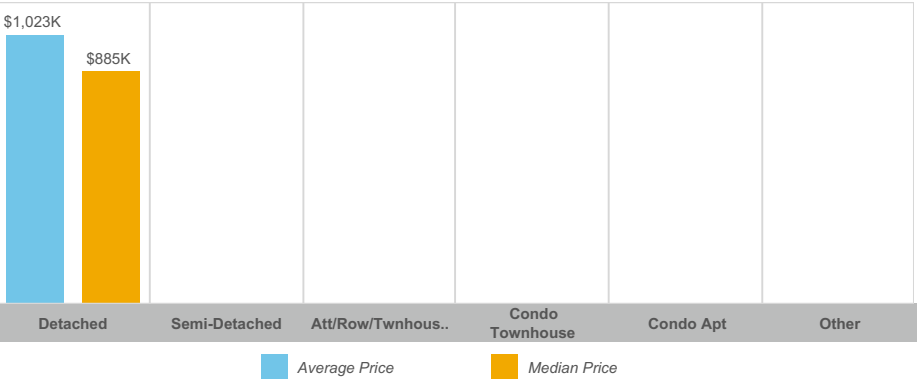 $1,023K
$885K
Detached
Semi-Detached
Att/Row/Twnhous..
Condo
Townhouse
Condo Apt
Other
Average Price
Median Price